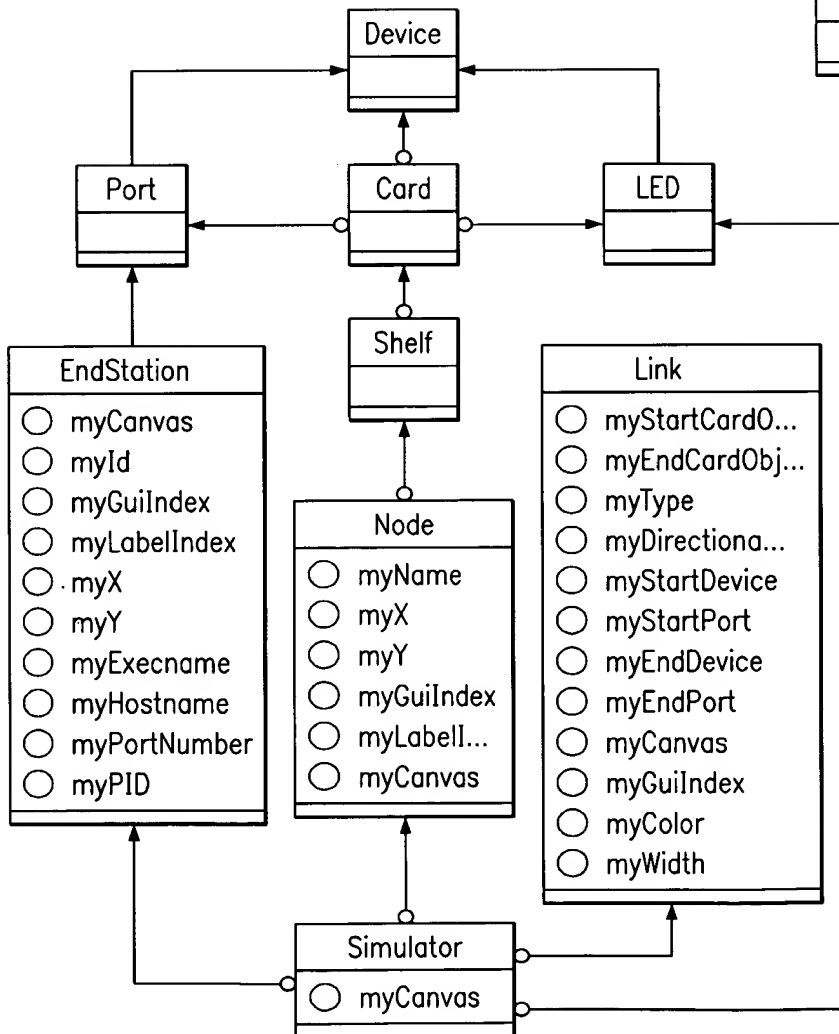 Device
Port
Card
LED
Shelf
EndStation
myCanvas
myId
myGuiIndex
myLabelIndex
myX
myY
myExecname
myHostname
myPortNumber
myPID
Node
myName
myX
myY
myGuiIndex
myLabelI...
myCanvas
Link
myStartCardO...
myEndCardObj...
myType
myDirectiona...
myStartDevice
myStartPort
myEndDevice
myEndPort
myCanvas
myGuiIndex
myColor
myWidth
Simulator
myCanvas